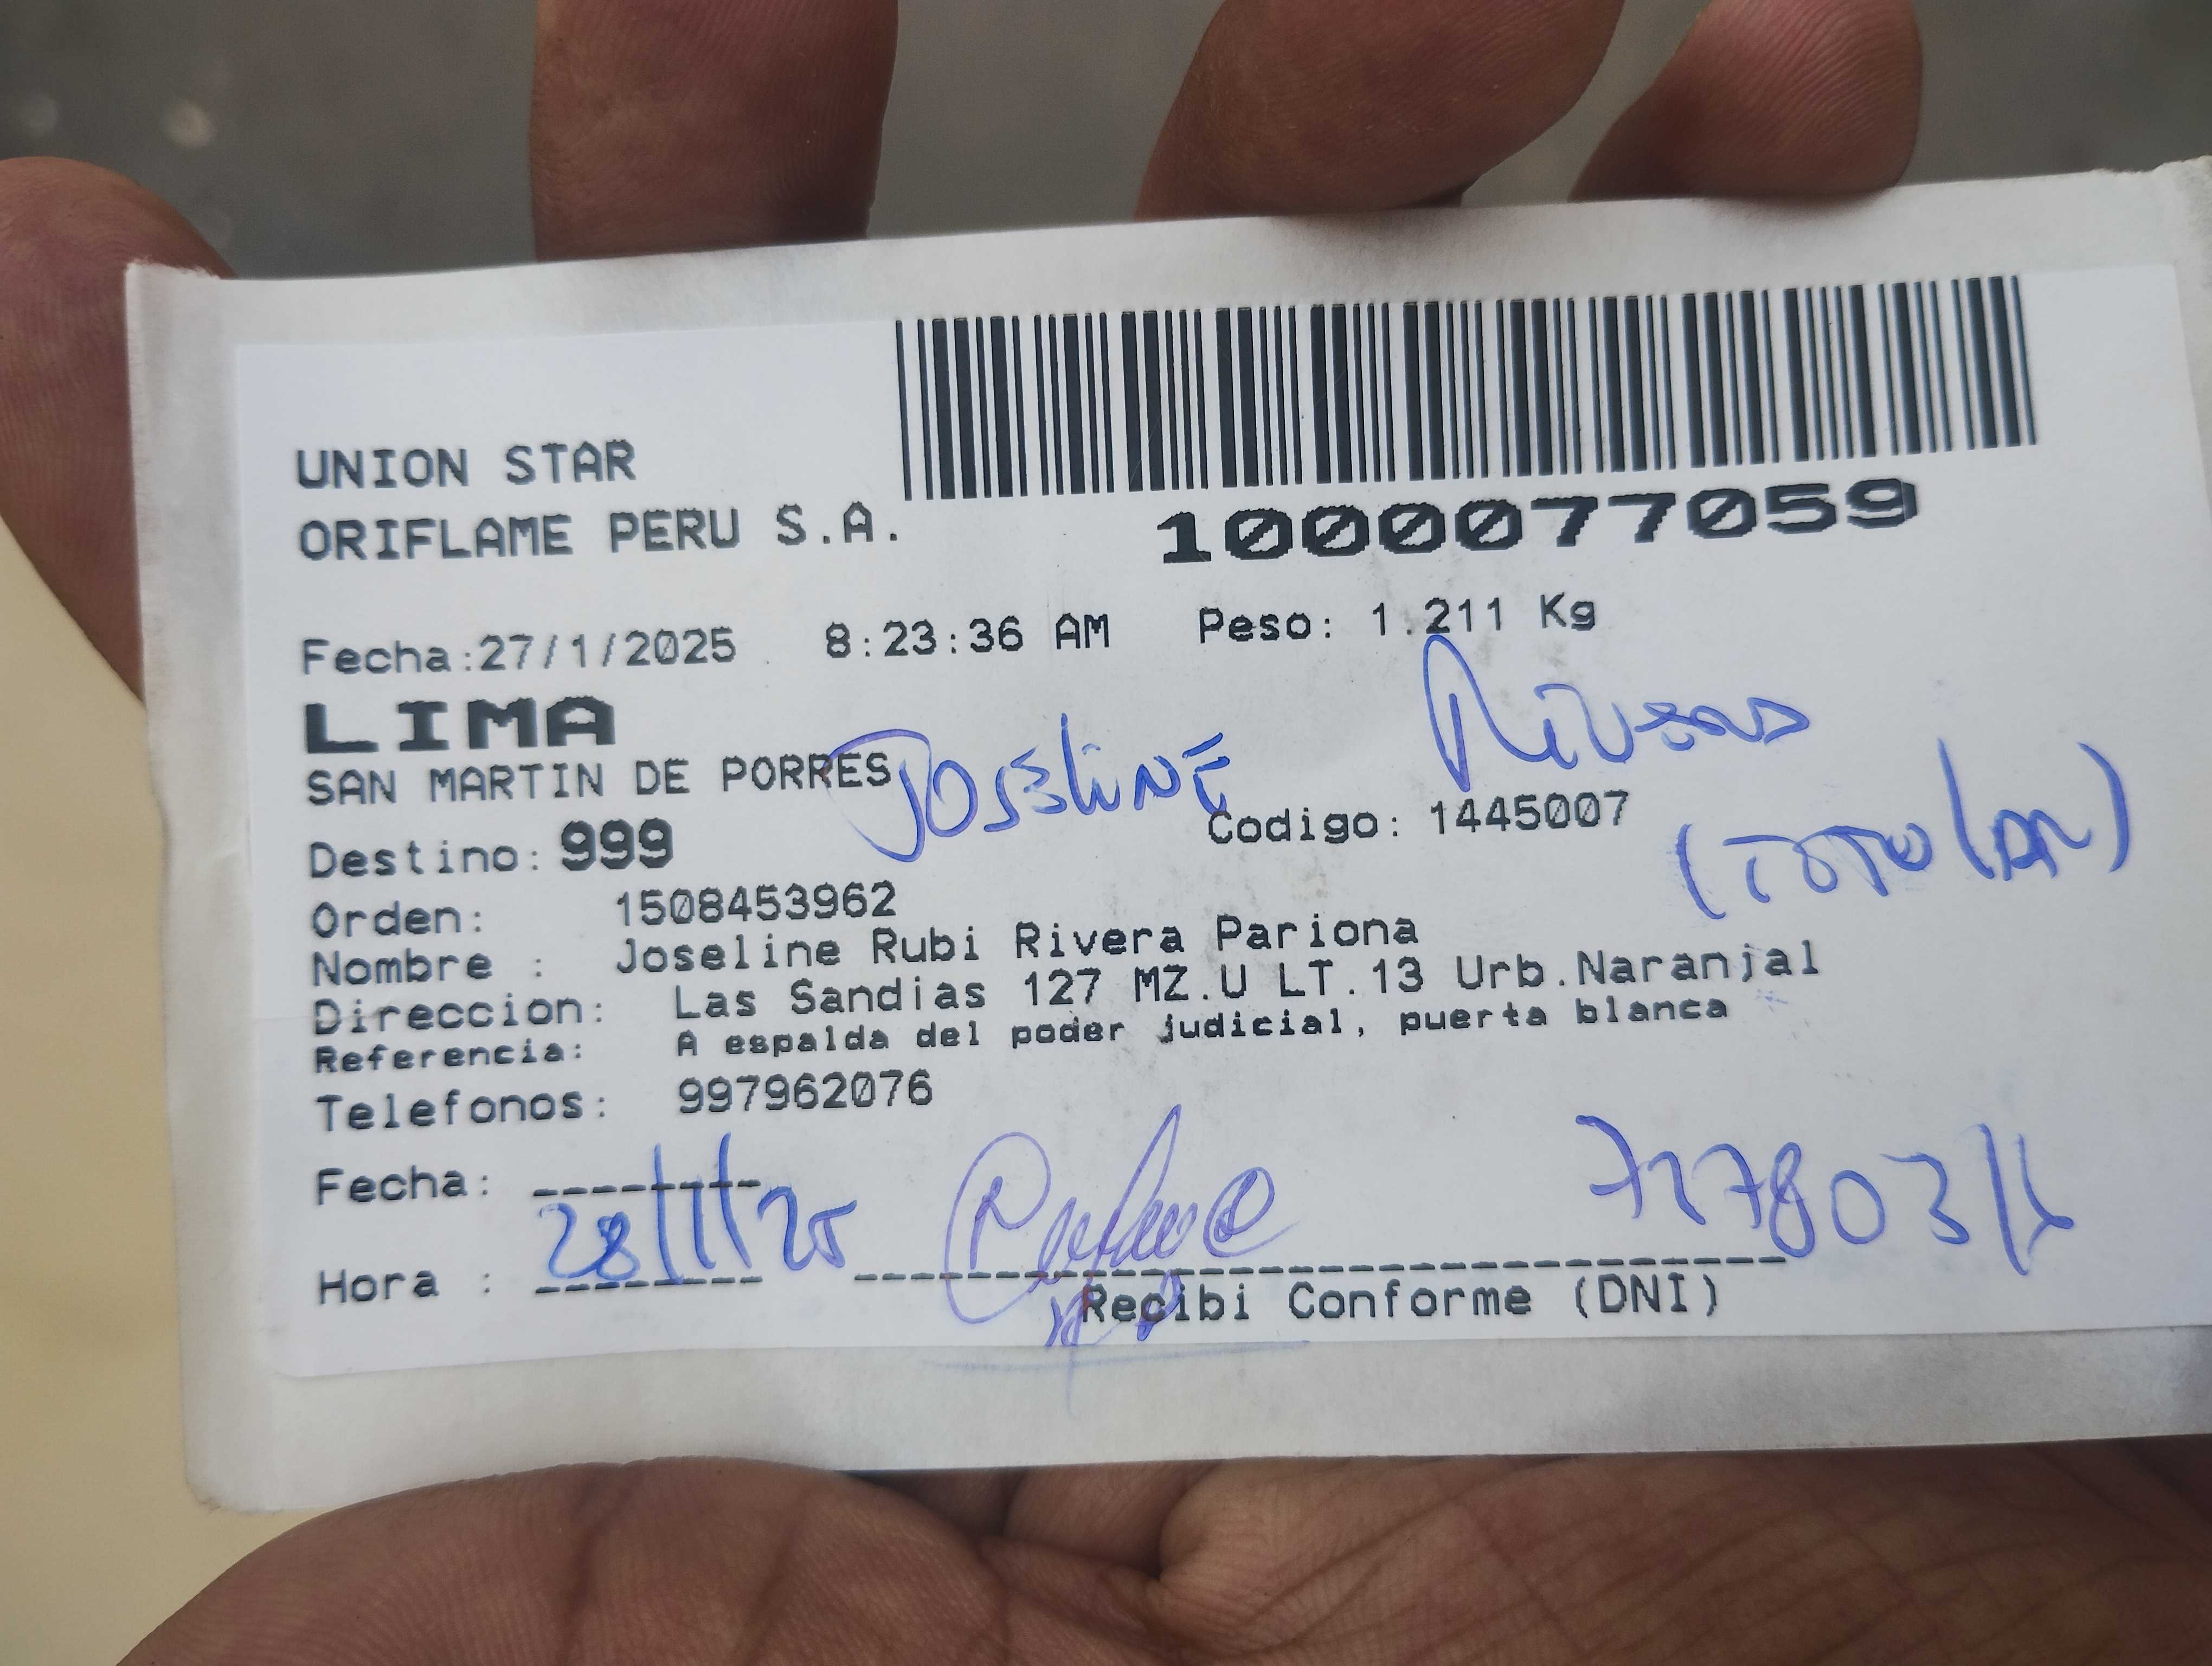 UNION STAR
ORIFLAME PERU S.A.
1000077059
Fecha:27/1/2025 8:23:36 AM Peso: 1.211 Kg
LIMA
SAN MARTIN DE PORRES
JOSELINE Rivera
(TITULAR)
Destino: 999 Codigo: 1445007
Orden: 1508453962
Nombre : Joseline Rubi Rivera Pariona
Direccion: Las Sandias 127 MZ.U LT.13 Urb.Naranjal
Referencia: A espalda del poder judicial, puerta blanca
Telefonos: 997962076
Fecha: 28/1/25
Hora :
Recibi Conforme (DNI)